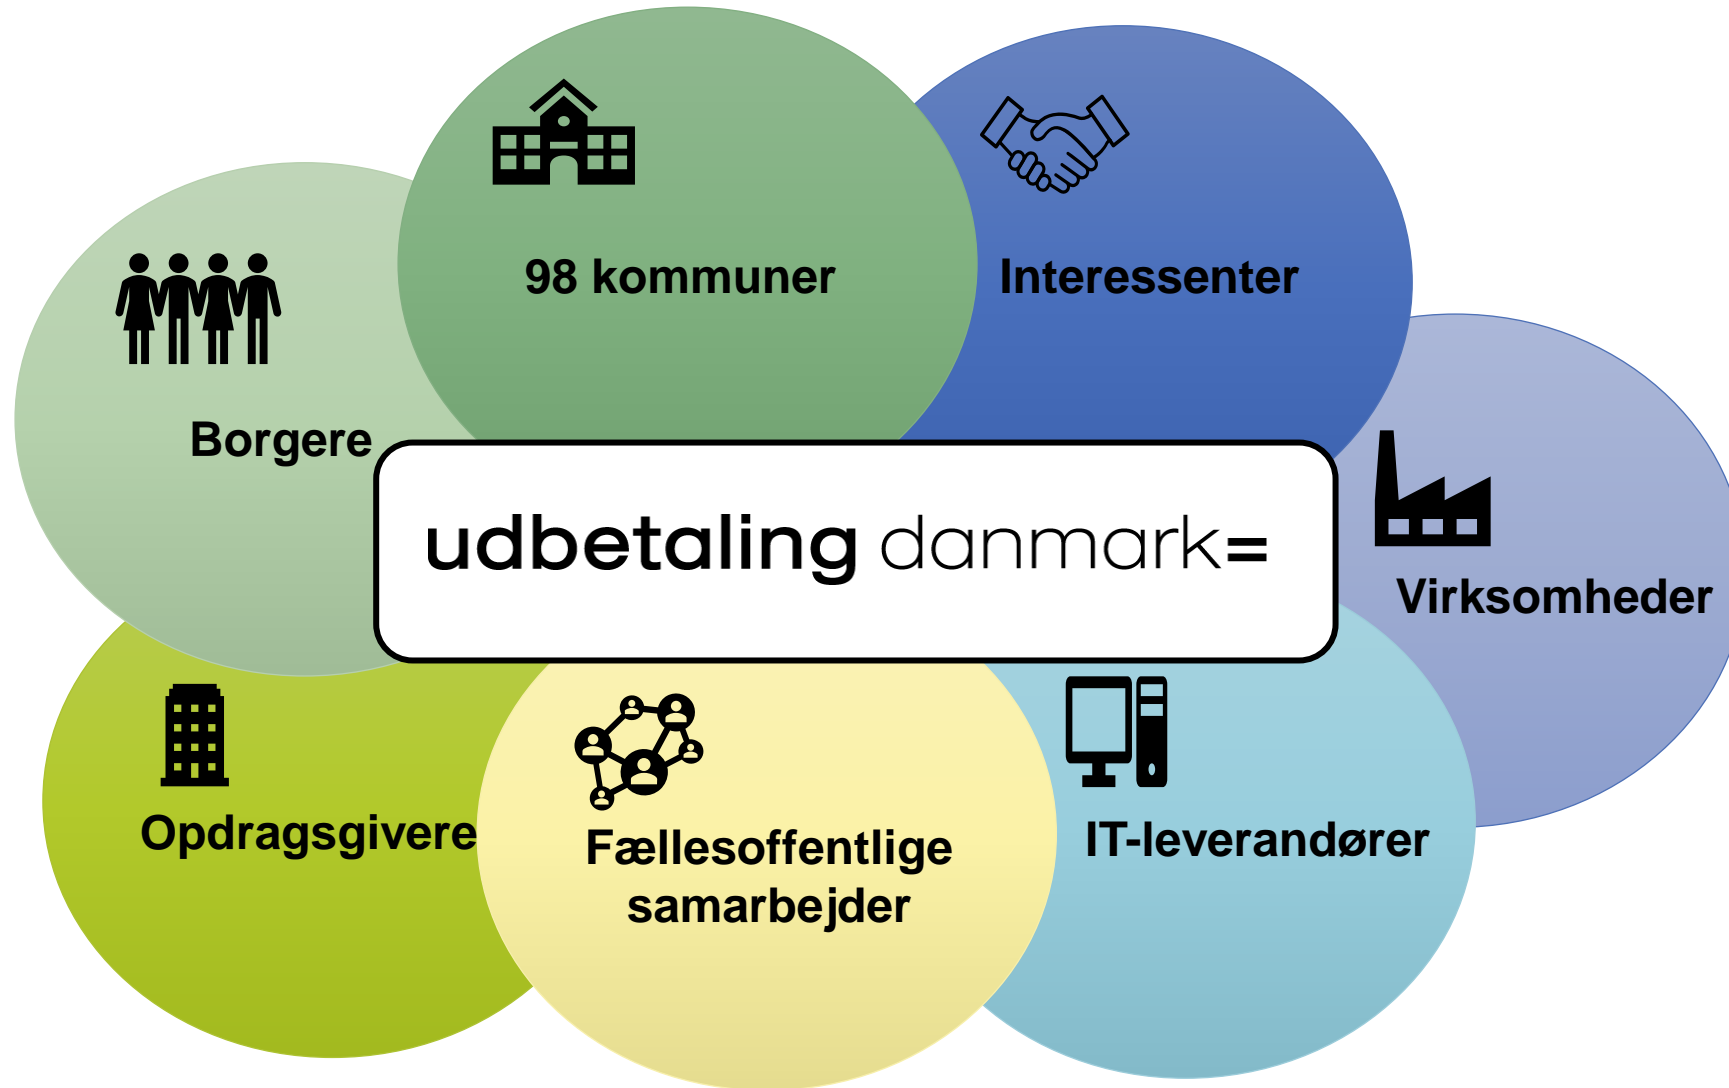 98 kommuner
Interessenter
Borgere
udbetaling danmark=
Virksomheder
Opdragsgivere
Fællesoffentlige
samarbejder
IT-leverandører